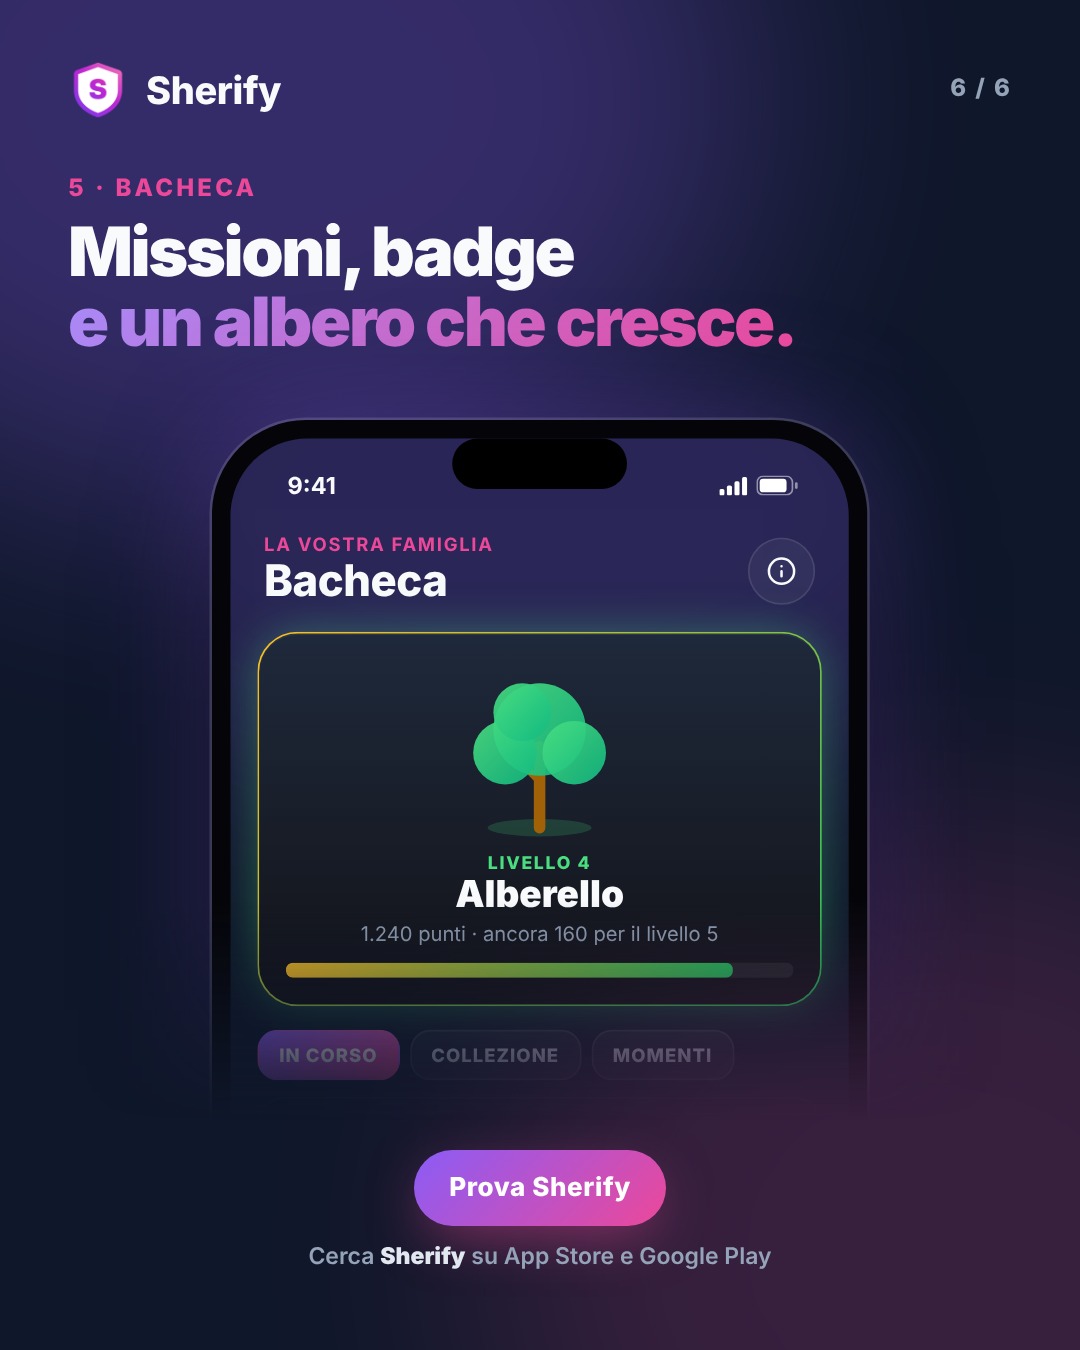 S
Sherify
6 / 6
5 · BACHECA
Missioni, badge
e un albero che cresce.
9:41
LA VOSTRA FAMIGLIA
Bacheca
LIVELLO 4
Alberello
1.240 punti · ancora 160 per il livello 5
IN CORSO
COLLEZIONE
MOMENTI
Prova Sherify
Cerca Sherify su App Store e Google Play